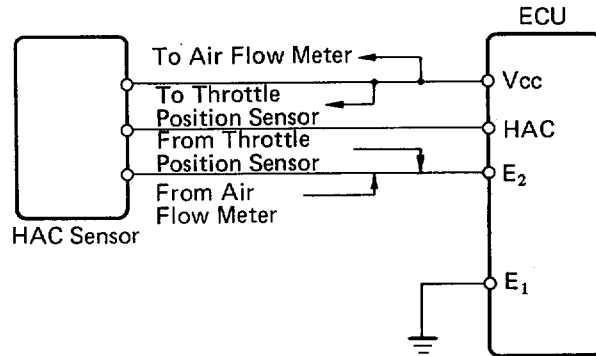 ECU
To Air Flow Meter
Vcc
To Throttle
Position Sensor
HAC
From Throttle
Position Sensor
E₂
From Air
Flow Meter
HAC Sensor
E₁